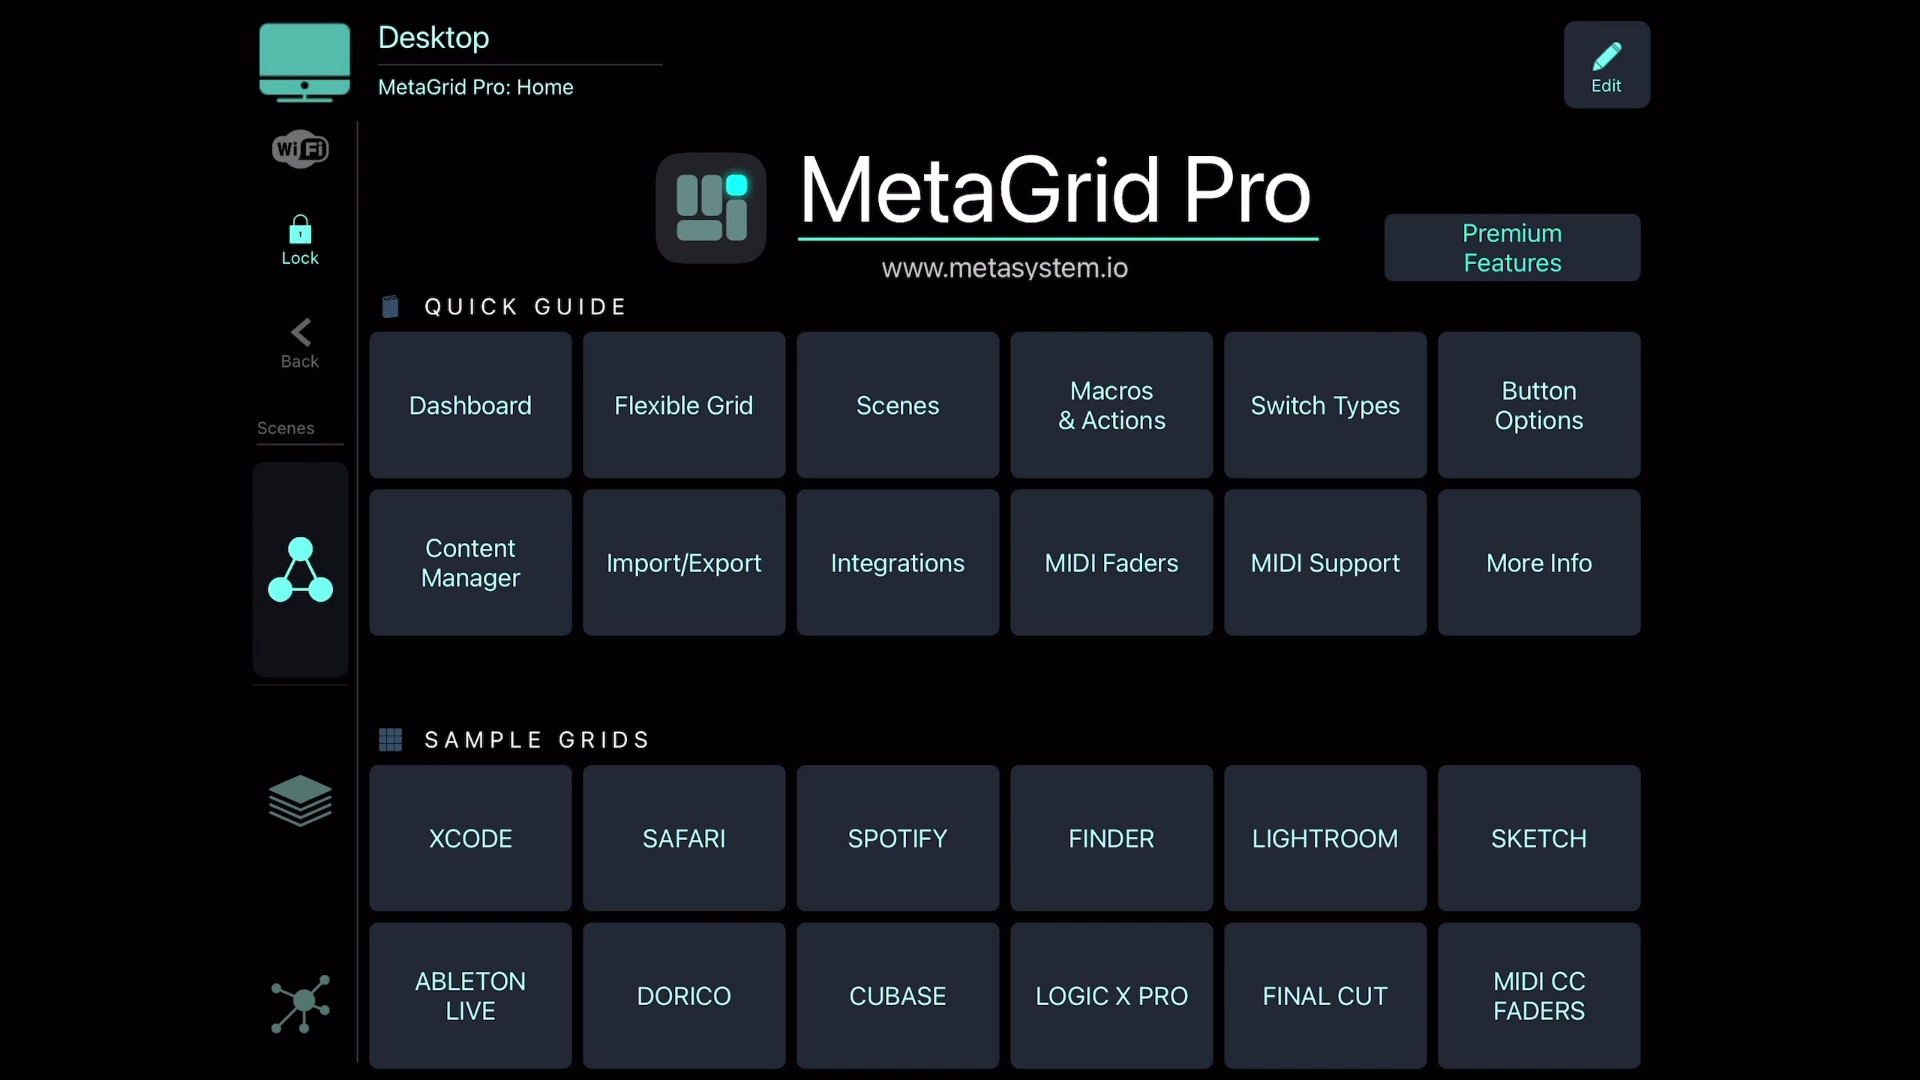 Desktop
MetaGrid Pro: Home
Edit
WiFi
Lock
Back
Scenes
MetaGrid Pro
www.metasystem.io
Premium
Features
QUICK GUIDE
Dashboard
Flexible Grid
Scenes
Macros
& Actions
Switch Types
Button
Options
Content
Manager
Import/Export
Integrations
MIDI Faders
MIDI Support
More Info
SAMPLE GRIDS
XCODE
SAFARI
SPOTIFY
FINDER
LIGHTROOM
SKETCH
ABLETON
LIVE
DORICO
CUBASE
LOGIC X PRO
FINAL CUT
MIDI CC
FADERS